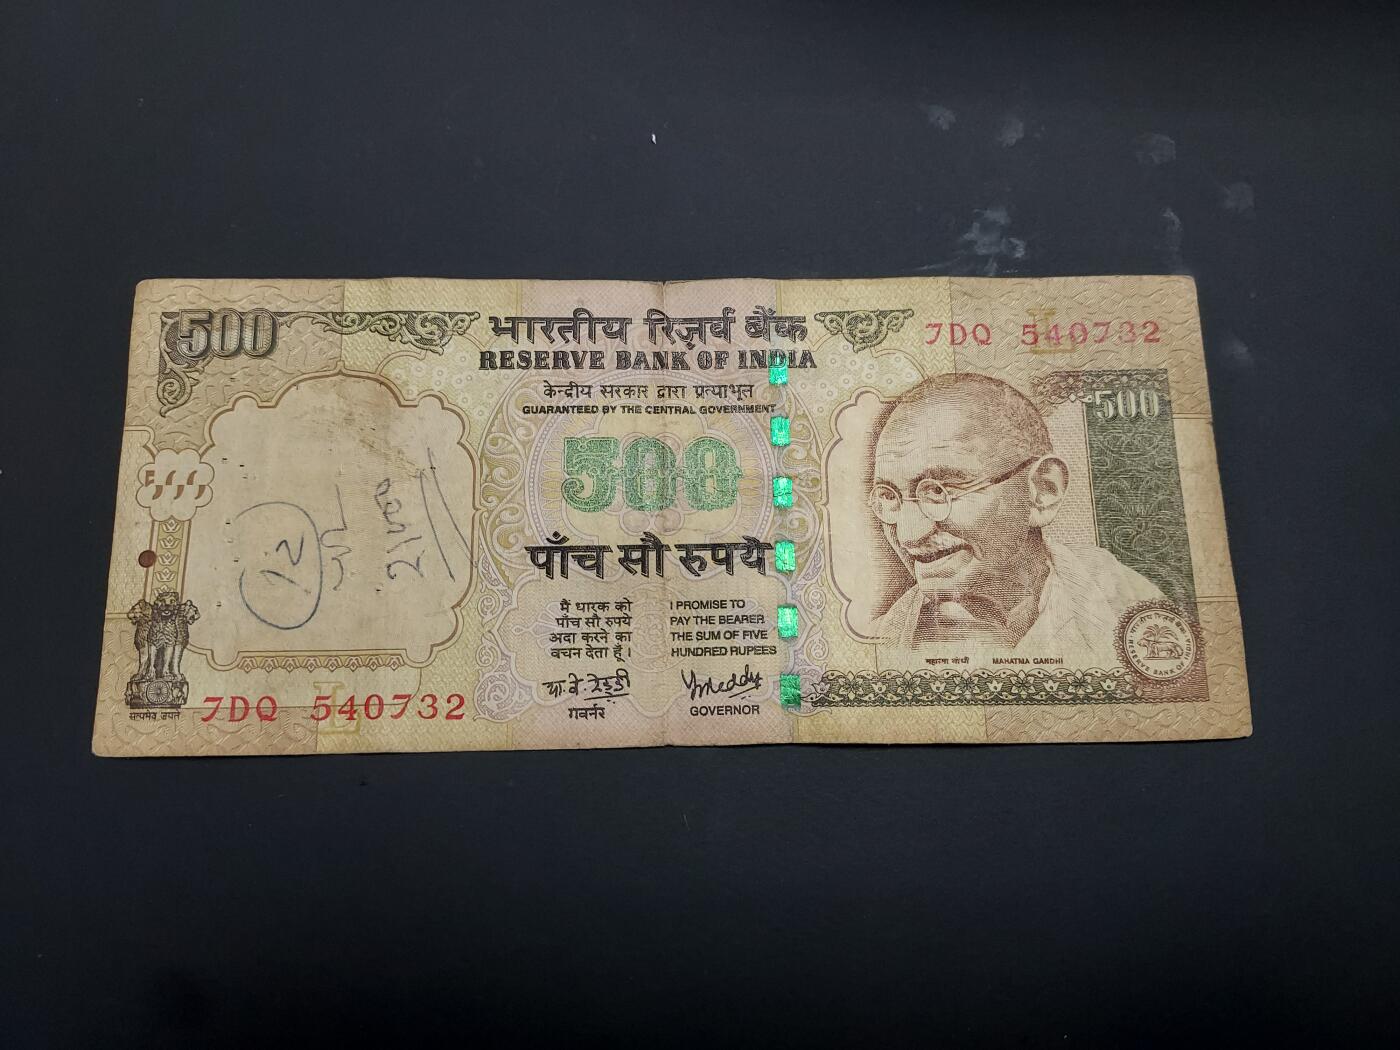 500
भारतीय रिज़र्व बैंक
RESERVE BANK OF INDIA
केन्द्रीय सरकार द्वारा प्रत्याभूत
GUARANTEED BY THE CENTRAL GOVERNMENT
7DQ 540732
500
500
पाँच सौ रुपये
12
मैं धारक को
पाँच सौ रुपये
अदा करने का
वचन देता हूँ।
I PROMISE TO
PAY THE BEARER
THE SUM OF FIVE
HUNDRED RUPEES
गवर्नर
GOVERNOR
महात्मा गांधी MAHATMA GANDHI
भारतीय रिज़र्व बैंक
RESERVE BANK OF INDIA
सत्यमेव जयते
7DQ 540732